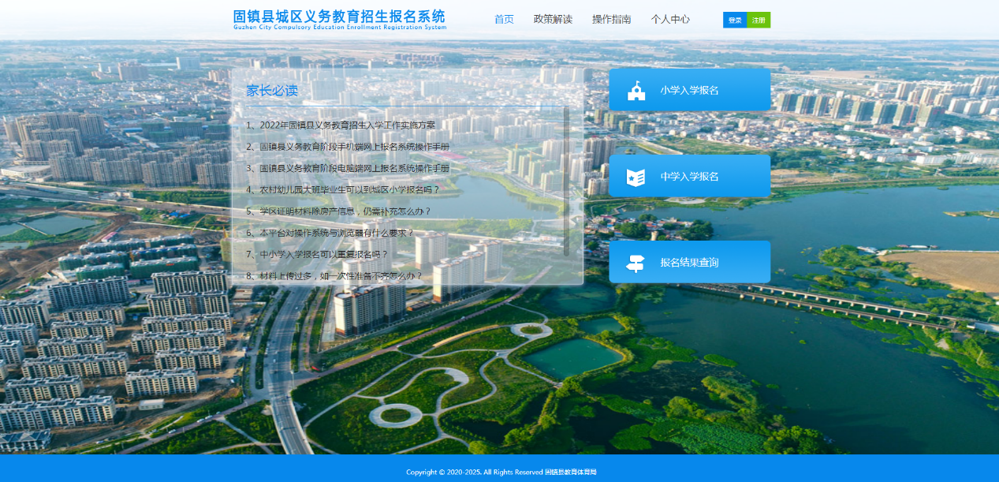 固镇县城区义务教育招生报名系统
Guzhen City Compulsory Education Enrollment Registration System
首页 政策解读 操作指南 个人中心 登录 注册
家长必读
1、2022年固镇县义务教育招生入学工作实施方案
2、固镇县义务教育阶段手机端网上报名系统操作手册
3、固镇县义务教育阶段电脑端网上报名系统操作手册
4、农村幼儿园大班毕业生可以到城区小学报名吗？
5、学区证明材料除房产信息，仍需补充怎么办？
6、本平台对操作系统与浏览器有什么要求？
7、中小学入学报名可以重复报名吗？
8、材料上传过多，如一次性准备不齐怎么办？
小学入学报名
中学入学报名
报名结果查询
Copyright © 2020-2025. All Rights Reserved 固镇县教育体育局